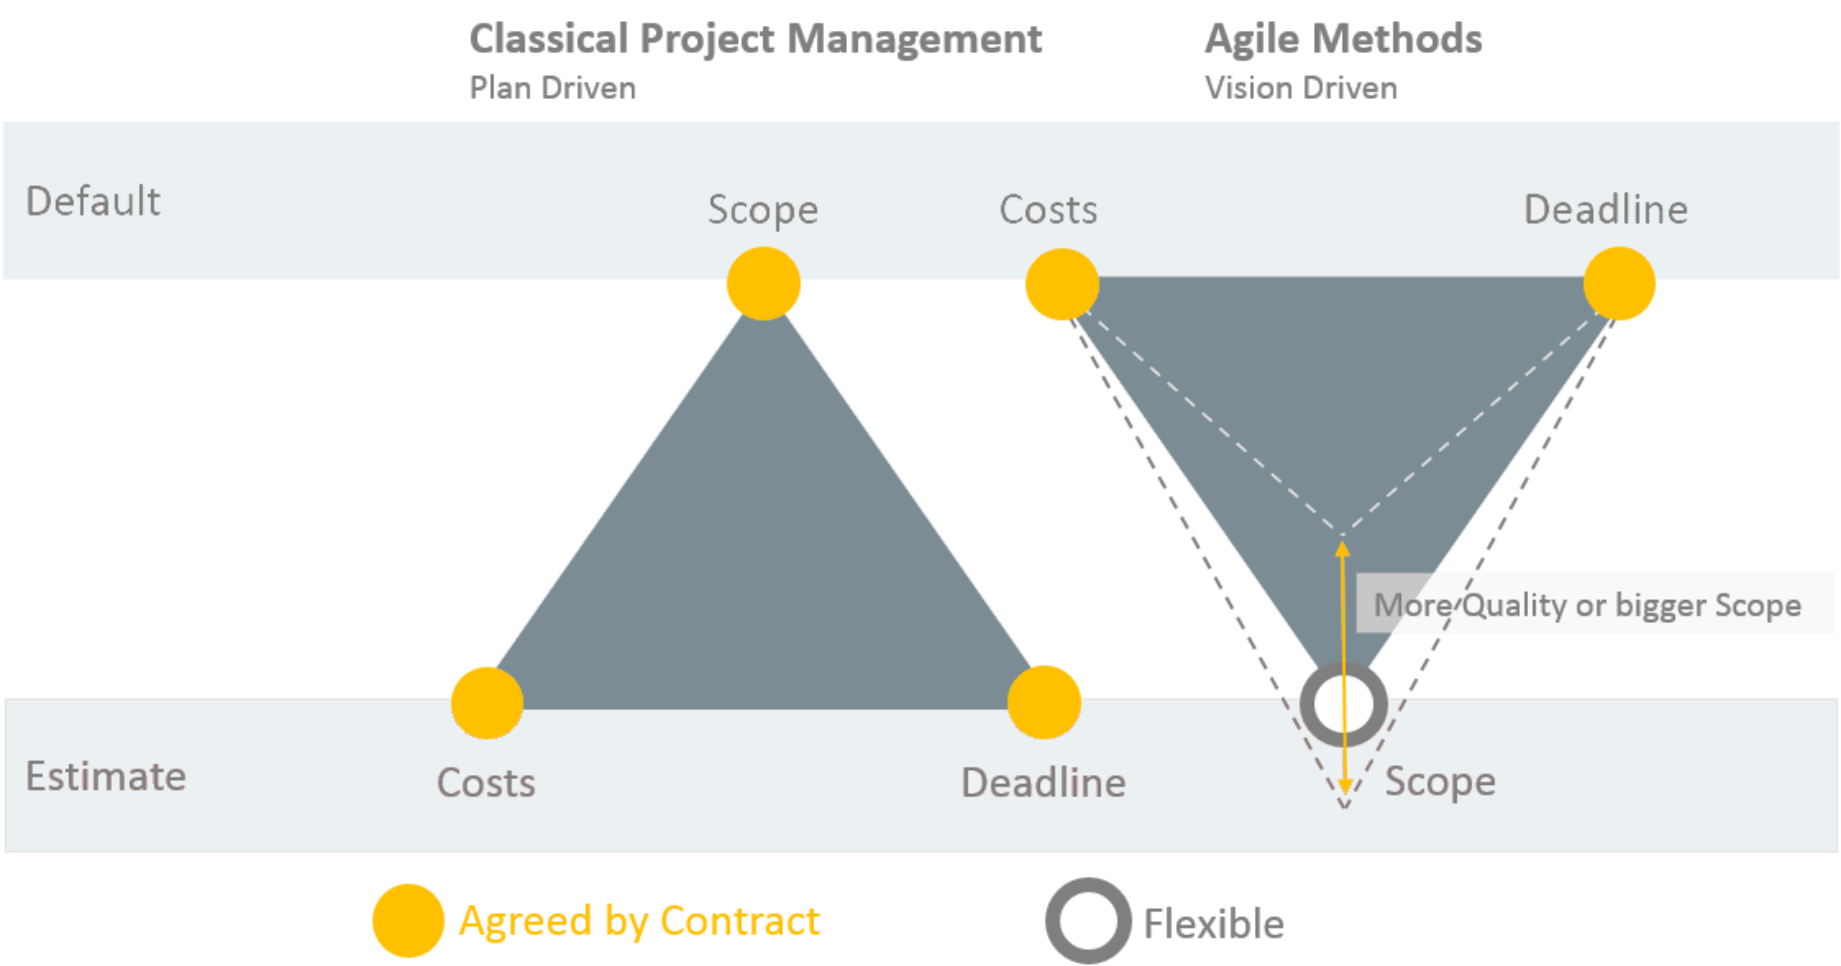 Classical Project Management
Plan Driven
Agile Methods
Vision Driven
Default
Scope
Costs
Deadline
More Quality or bigger Scope
Estimate
Costs
Deadline
Scope
Agreed by Contract
Flexible